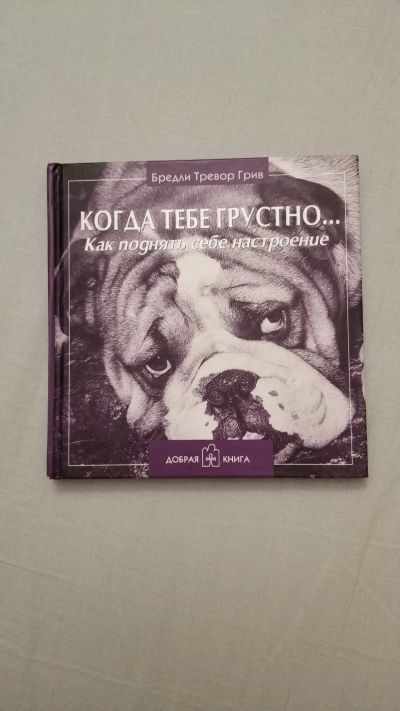 Бредли Тревор Грив
КОГДА ТЕБЕ ГРУСТНО...
Как поднять себе настроение
ДОБРАЯ КНИГА